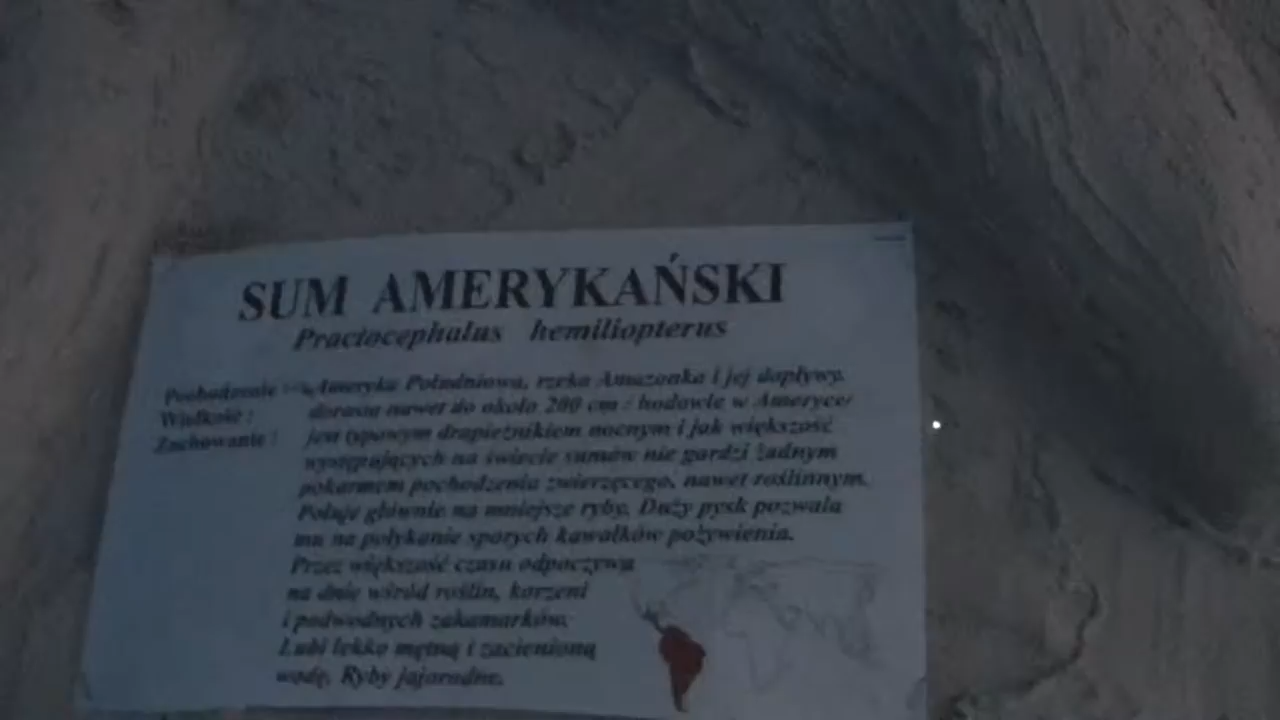 SUM AMERYKAŃSKI
Practocephalus hemiliopterus
Pochodzenie : Ameryka Południowa, rzeka Amazonka i jej dopływy.
Wielkość : dorasta nawet do około 200 cm / hodowle w Ameryce/
Zachowanie : jest typowym drapieżnikiem nocnym i jak większość
występujących na świecie sumów nie gardzi żadnym
pokarmem pochodzenia zwierzęcego, nawet roślinnym.
Poluje głównie na mniejsze ryby. Duży pysk pozwala
mu na połykanie sporych kawałków pożywienia.
Przez większość czasu odpoczywa
na dnie wśród roślin, korzeni
i podwodnych zakamarków.
Lubi lekko mętną i zacienioną
wodę. Ryby jajorodne.